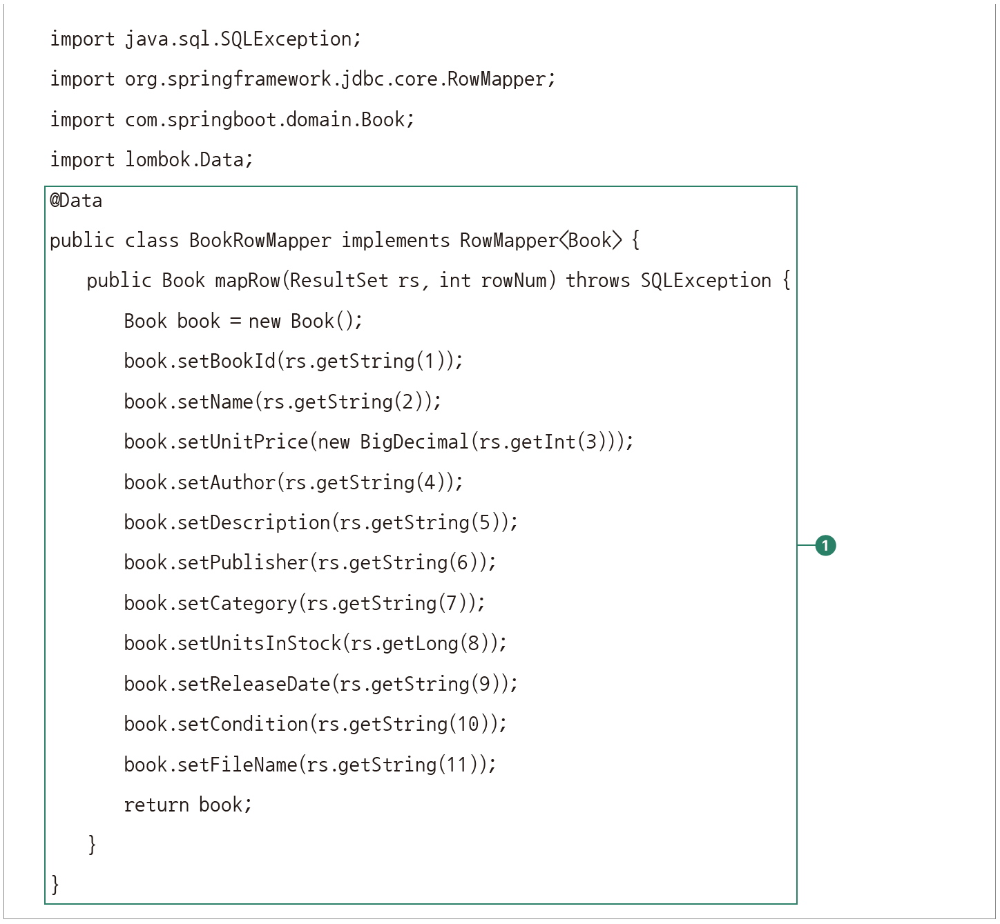 import java.sql.SQLException;
import org.springframework.jdbc.core.RowMapper;
import com.springboot.domain.Book;
import lombok.Data;
@Data
public class BookRowMapper implements RowMapper<Book> {
public Book mapRow(ResultSet rs, int rowNum) throws SQLException {
Book book = new Book();
book.setBookId(rs.getString(1));
book.setName(rs.getString(2));
book.setUnitPrice(new BigDecimal(rs.getInt(3)));
book.setAuthor(rs.getString(4));
book.setDescription(rs.getString(5));
book.setPublisher(rs.getString(6));
1
book.setCategory(rs.getString(7));
book.setUnitsInStock(rs.getLong(8));
book.setReleaseDate(rs.getString(9));
book.setCondition(rs.getString(10));
book.setFileName(rs.getString(11));
return book;
}
}